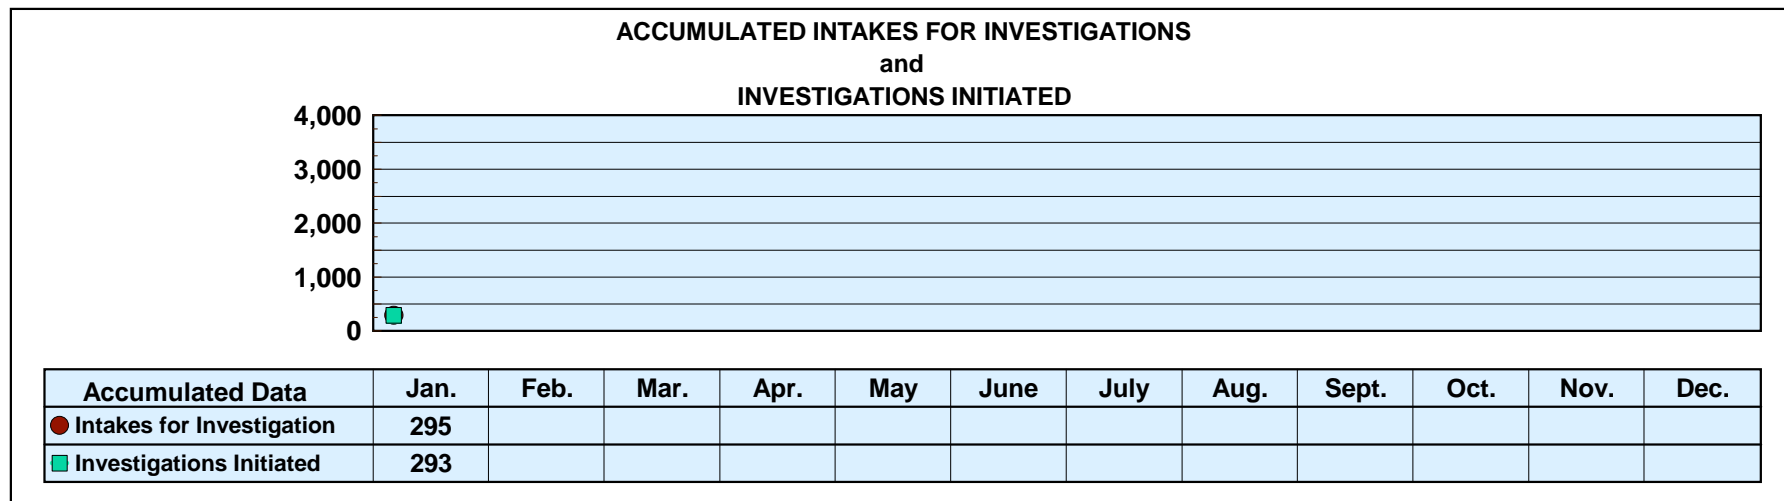 ACCUMULATED INTAKES FOR INVESTIGATIONS
and
INVESTIGATIONS INITIATED
4,000
3,000
2,000
1,000
0
Accumulated Data Jan. Feb. Mar. Apr. May June July Aug. Sept. Oct. Nov. Dec.
Intakes for Investigation 295
Investigations Initiated 293